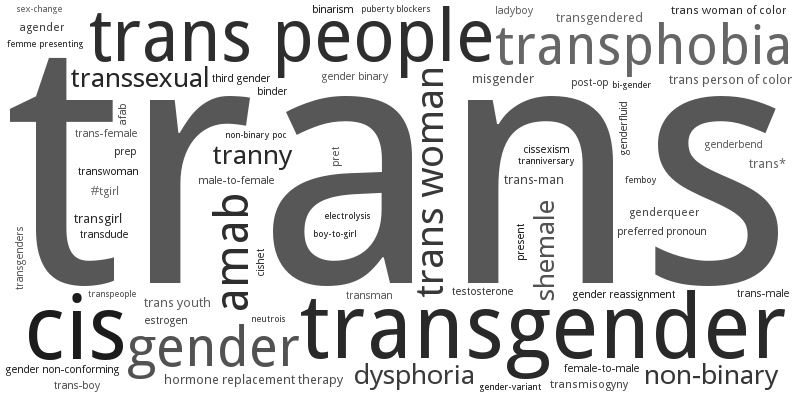 sex-change
binarism
puberty blockers
ladyboy
trans woman of color
agender
trans people
transgendered
femme presenting
transphobia
transsexual
third gender
gender binary
misgender
post-op
bi-gender
trans person of color
binder
trans
afab
trans-female
non-binary poc
trans woman
genderfluid
genderbend
prep
tranny
pret
cissexism
tranniversary
trans*
transwoman
male-to-female
trans-man
femboy
#tgirl
amab
transgirl
electrolysis
shemale
genderqueer
transdude
boy-to-girl
preferred pronoun
transgenders
cishet
present
transpeople
trans youth
transman
testosterone
gender reassignment
trans-male
cis
estrogen
neutrois
transgender
gender
gender non-conforming
trans-boy
hormone replacement therapy
dysphoria
gender-variant
female-to-male
transmisogyny
non-binary